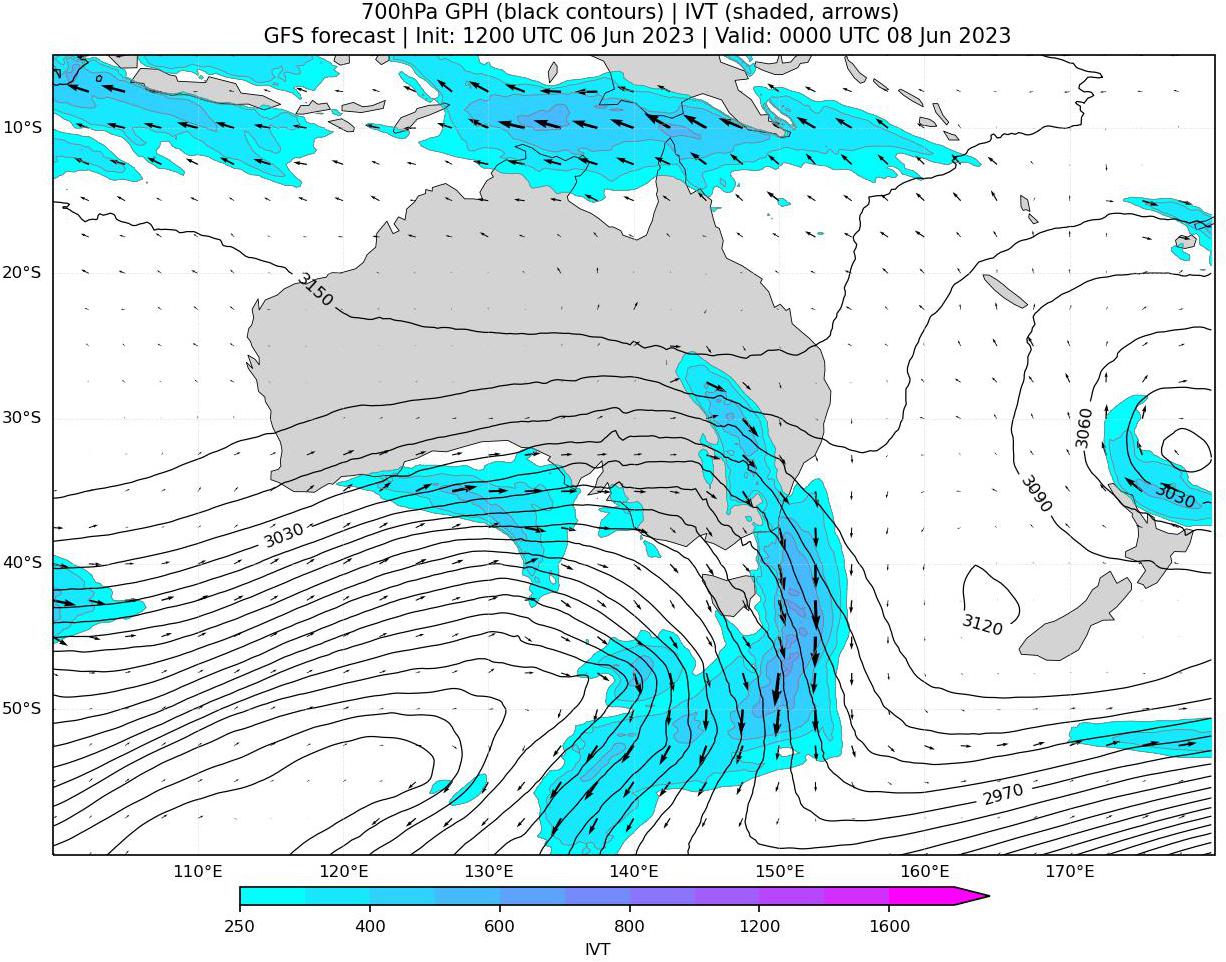 700hPa GPH (black contours) | IVT (shaded, arrows)
GFS forecast | Init: 1200 UTC 06 Jun 2023 | Valid: 0000 UTC 08 Jun 2023
10°S
20°S
30°S
40°S
50°S
3150
3060
3090
3030
3030
3120
2970
110°E 120°E 130°E 140°E 150°E 160°E 170°E
250 400 600 800 1200 1600
IVT